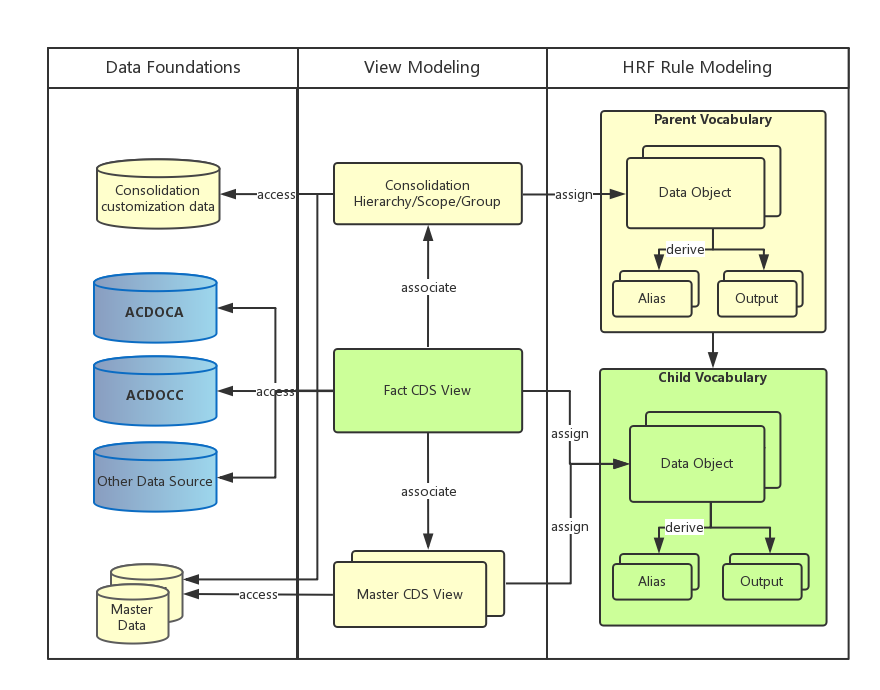 Data Foundations
View Modeling
HRF Rule Modeling
Parent Vocabulary
Consolidation
customization data
access
Consolidation
Hierarchy/Scope/Group
assign
Data Object
derive
Alias
Output
ACDOCA
associate
Child Vocabulary
ACDOCC
access
Fact CDS View
assign
Data Object
Other Data Source
associate
assign
derive
Alias
Output
Master
Data
access
Master CDS View